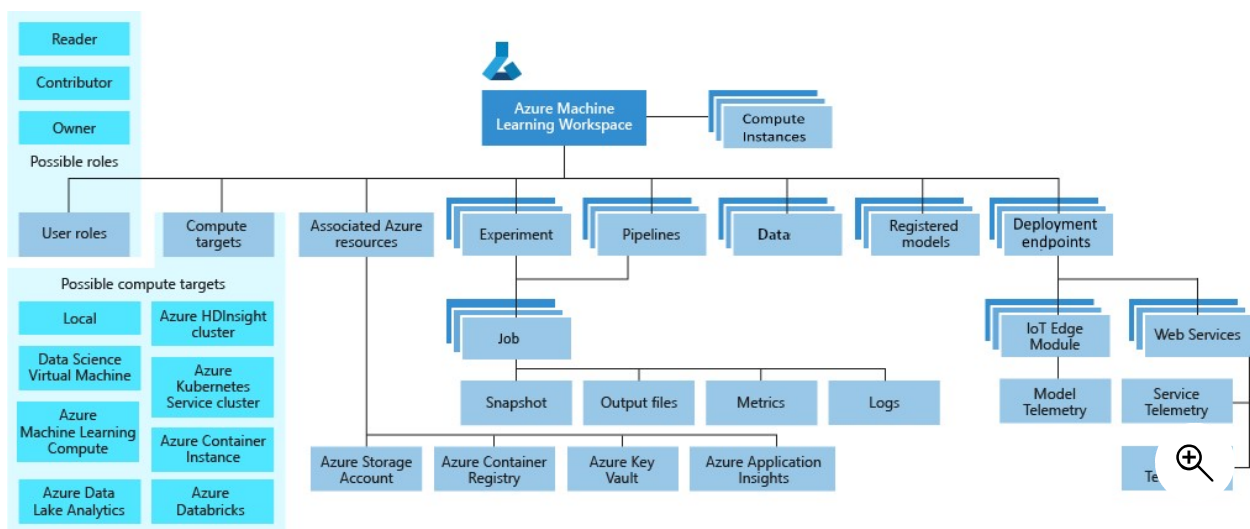 Reader
Contributor
Owner
Possible roles
User roles
Azure Machine
Learning Workspace
Compute
Instances
Compute
targets
Associated Azure
resources
Experiment
Pipelines
Data
Registered
models
Deployment
endpoints
Possible compute targets
Local
Azure HDInsight
cluster
Data Science
Virtual Machine
Azure
Kubernetes
Service cluster
Azure
Machine Learning
Compute
Azure Container
Instance
Azure Data
Lake Analytics
Azure
Databricks
Job
Snapshot
Output files
Metrics
Logs
Azure Storage
Account
Azure Container
Registry
Azure Key
Vault
Azure Application
Insights
IoT Edge
Module
Web Services
Model
Telemetry
Service
Telemetry